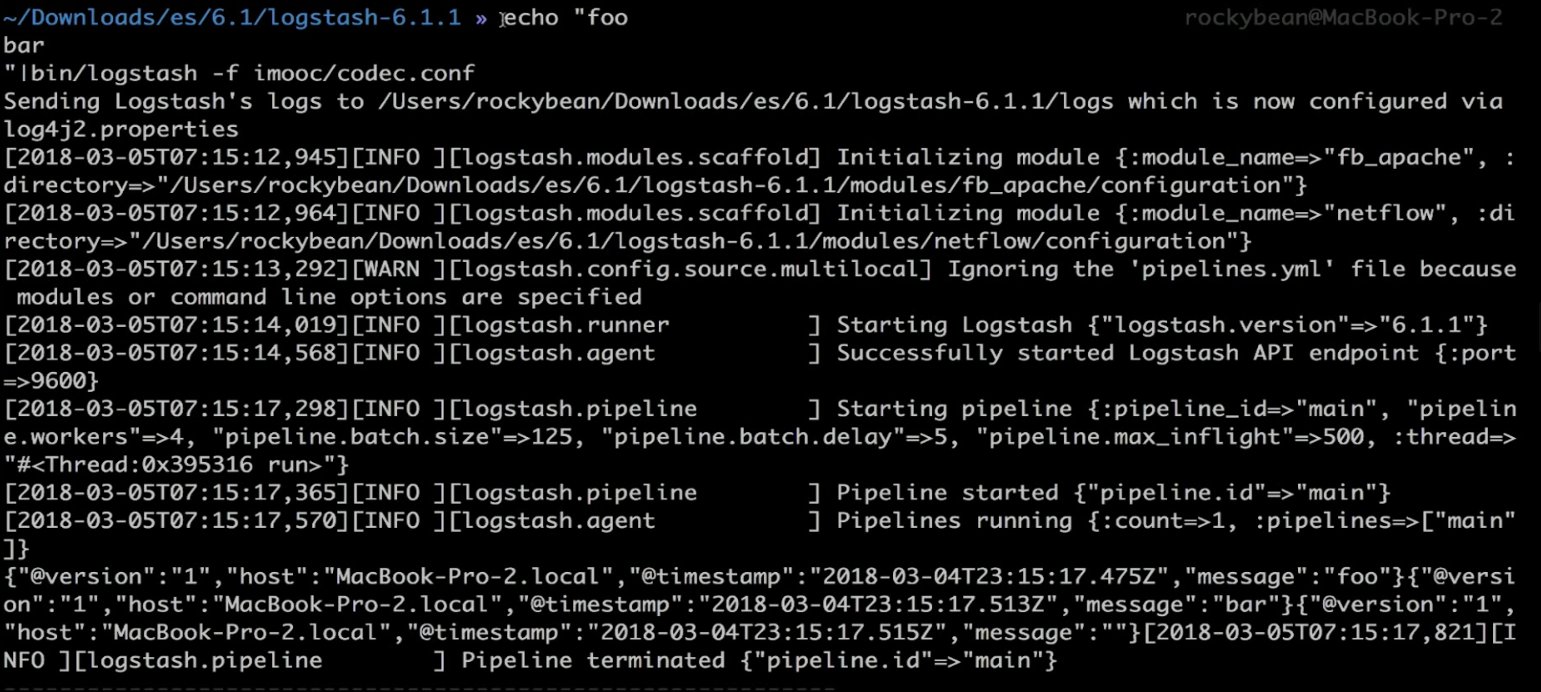 ~/Downloads/es/6.1/logstash-6.1.1 » echo "foo rockybean@MacBook-Pro-2
bar
"|bin/logstash -f imooc/codec.conf
Sending Logstash's logs to /Users/rockybean/Downloads/es/6.1/logstash-6.1.1/logs which is now configured via
log4j2.properties
[2018-03-05T07:15:12,945][INFO ][logstash.modules.scaffold] Initializing module {:module_name=>"fb_apache", :
directory=>"/Users/rockybean/Downloads/es/6.1/logstash-6.1.1/modules/fb_apache/configuration"}
[2018-03-05T07:15:12,964][INFO ][logstash.modules.scaffold] Initializing module {:module_name=>"netflow", :di
rectory=>"/Users/rockybean/Downloads/es/6.1/logstash-6.1.1/modules/netflow/configuration"}
[2018-03-05T07:15:13,292][WARN ][logstash.config.source.multilocal] Ignoring the 'pipelines.yml' file because
 modules or command line options are specified
[2018-03-05T07:15:14,019][INFO ][logstash.runner          ] Starting Logstash {"logstash.version"=>"6.1.1"}
[2018-03-05T07:15:14,568][INFO ][logstash.agent           ] Successfully started Logstash API endpoint {:port
=>9600}
[2018-03-05T07:15:17,298][INFO ][logstash.pipeline        ] Starting pipeline {:pipeline_id=>"main", "pipelin
e.workers"=>4, "pipeline.batch.size"=>125, "pipeline.batch.delay"=>5, "pipeline.max_inflight"=>500, :thread=>
"#<Thread:0x395316 run>"}
[2018-03-05T07:15:17,365][INFO ][logstash.pipeline        ] Pipeline started {"pipeline.id"=>"main"}
[2018-03-05T07:15:17,570][INFO ][logstash.agent           ] Pipelines running {:count=>1, :pipelines=>["main"
]}
{"@version":"1","host":"MacBook-Pro-2.local","@timestamp":"2018-03-04T23:15:17.475Z","message":"foo"}{"@versi
on":"1","host":"MacBook-Pro-2.local","@timestamp":"2018-03-04T23:15:17.513Z","message":"bar"}{"@version":"1",
"host":"MacBook-Pro-2.local","@timestamp":"2018-03-04T23:15:17.515Z","message":""}[2018-03-05T07:15:17,821][I
NFO ][logstash.pipeline        ] Pipeline terminated {"pipeline.id"=>"main"}